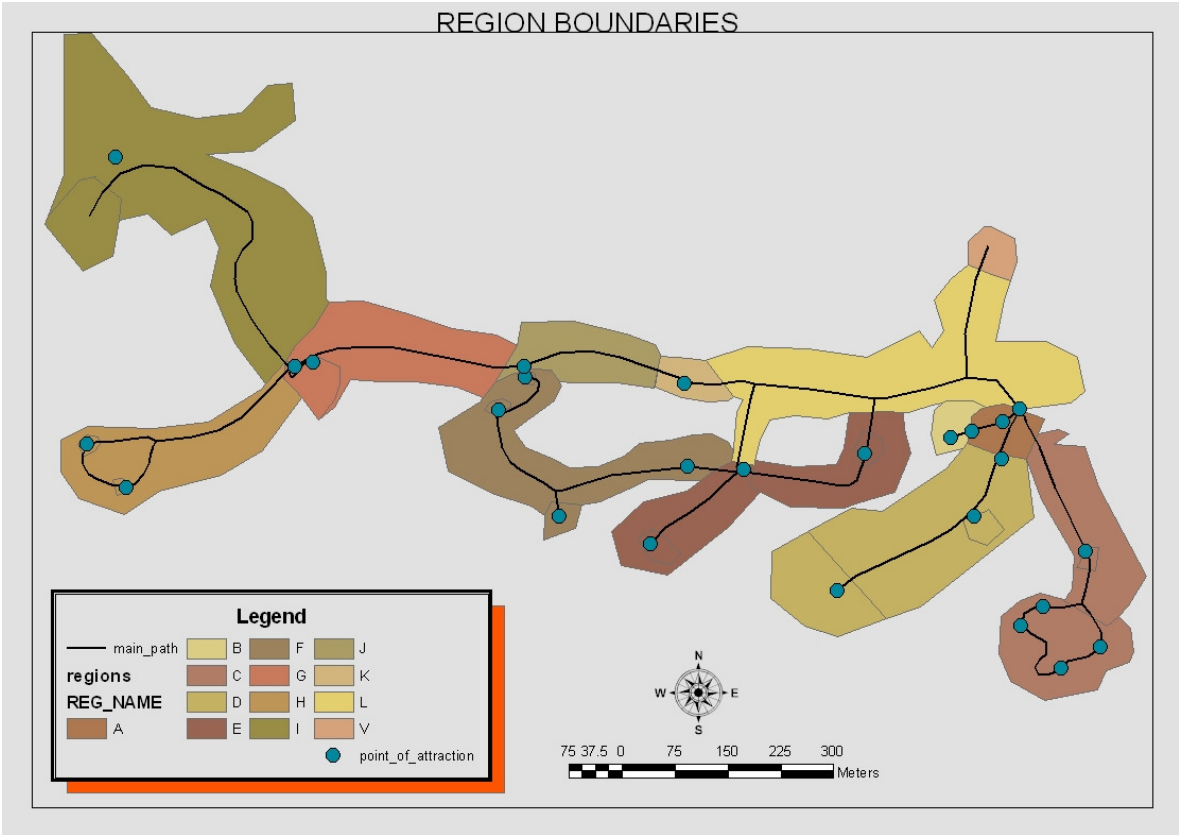 REGION BOUNDARIES
Legend
main_path
B
F
J
regions
C
G
K
REG_NAME
D
H
L
A
E
I
V
point_of_attraction
N
W
E
S
75 37.5 0 75 150 225 300
Meters